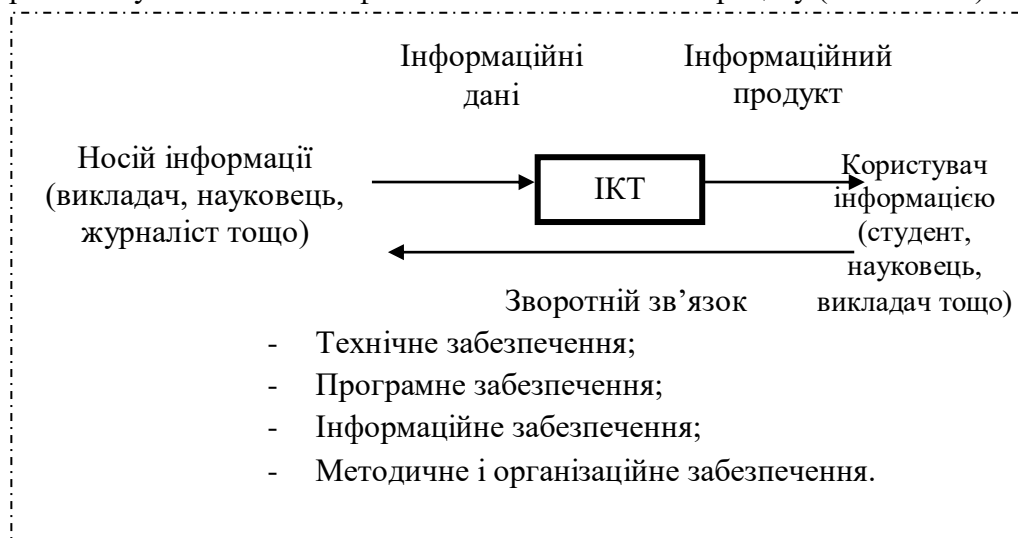 Інформаційні
дані
Інформаційний
продукт
Носій інформації
(викладач, науковець,
журналіст тощо)
ІКТ
Користувач
інформацією
(студент,
науковець,
викладач тощо)
Зворотній зв’язок
- Технічне забезпечення;
- Програмне забезпечення;
- Інформаційне забезпечення;
- Методичне і організаційне забезпечення.